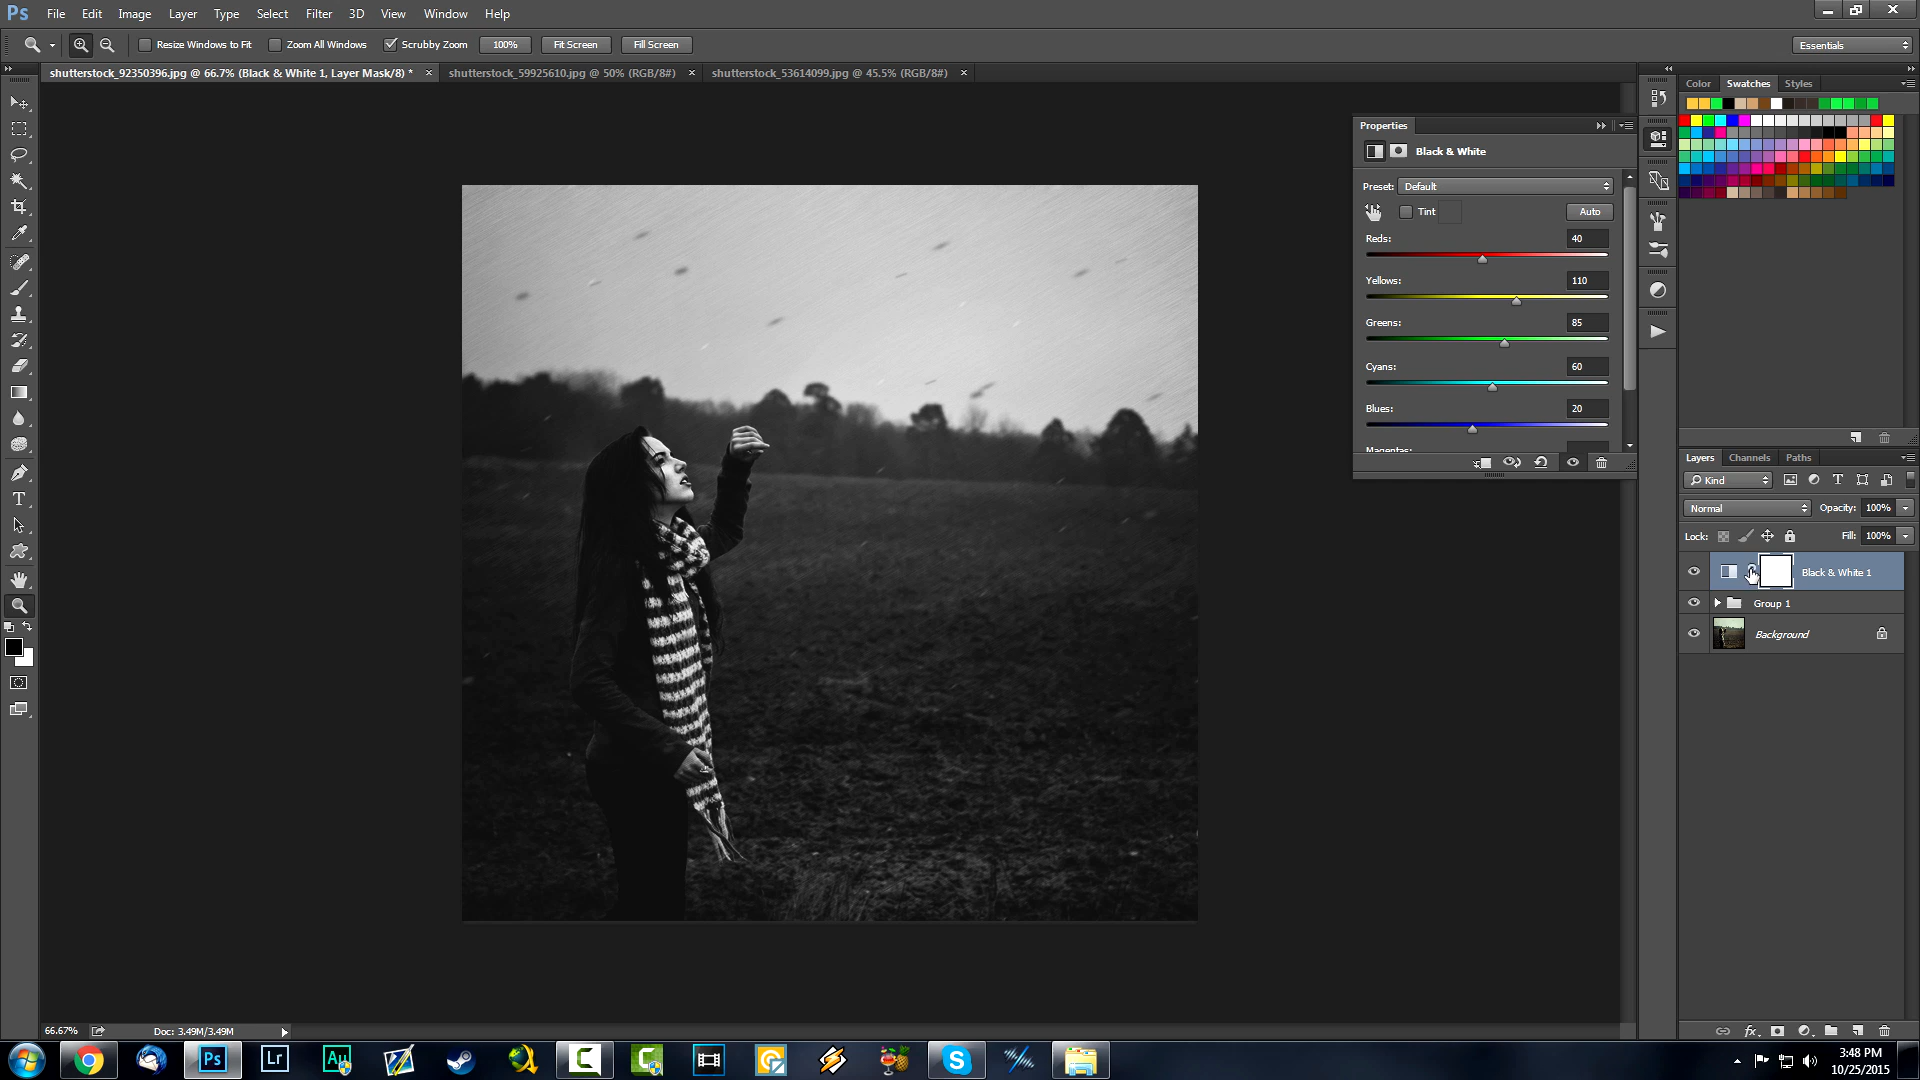 Ps File Edit Image Layer Type Select Filter 3D View Window Help
Resize Windows to Fit Zoom All Windows Scrubby Zoom 100% Fit Screen Fill Screen Essentials
shutterstock_92350396.jpg @ 66.7% (Black & White 1, Layer Mask/8) * × shutterstock_59925610.jpg @ 50% (RGB/8#) × shutterstock_53614099.jpg @ 45.5% (RGB/8#) ×
Color Swatches Styles
Properties
Black & White
Preset: Default
Tint Auto
Reds: 40
Yellows: 110
Greens: 85
Cyans: 60
Blues: 20
Magentas:
Layers Channels Paths
Kind
Normal Opacity: 100%
Lock: Fill: 100%
Black & White 1
Group 1
Background
66.67% Doc: 3.49M/3.49M
Ps Lr Au
3:48 PM
10/25/2015